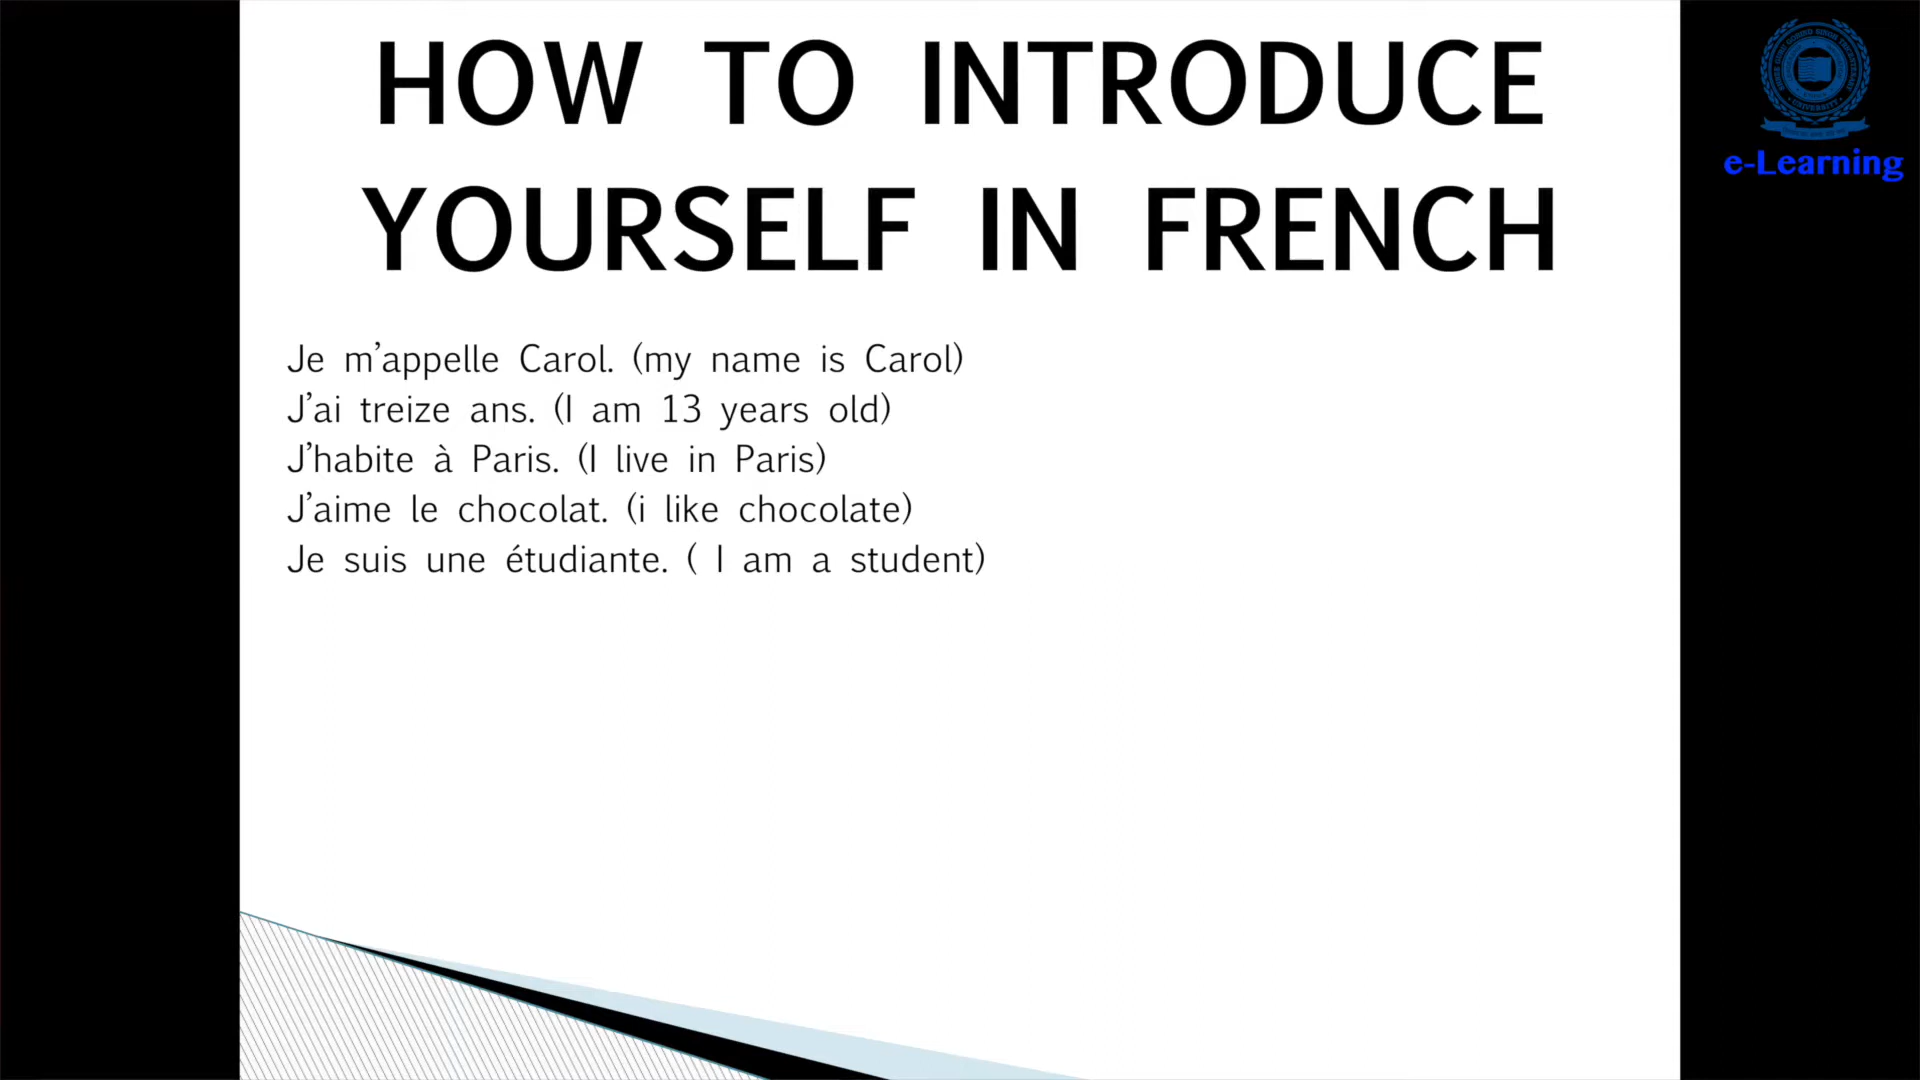 HOW TO INTRODUCE
YOURSELF IN FRENCH
Je m’appelle Carol. (my name is Carol)
J’ai treize ans. (I am 13 years old)
J’habite à Paris. (I live in Paris)
J’aime le chocolat. (i like chocolate)
Je suis une étudiante. ( I am a student)
UNIVERSITY
e-Learning